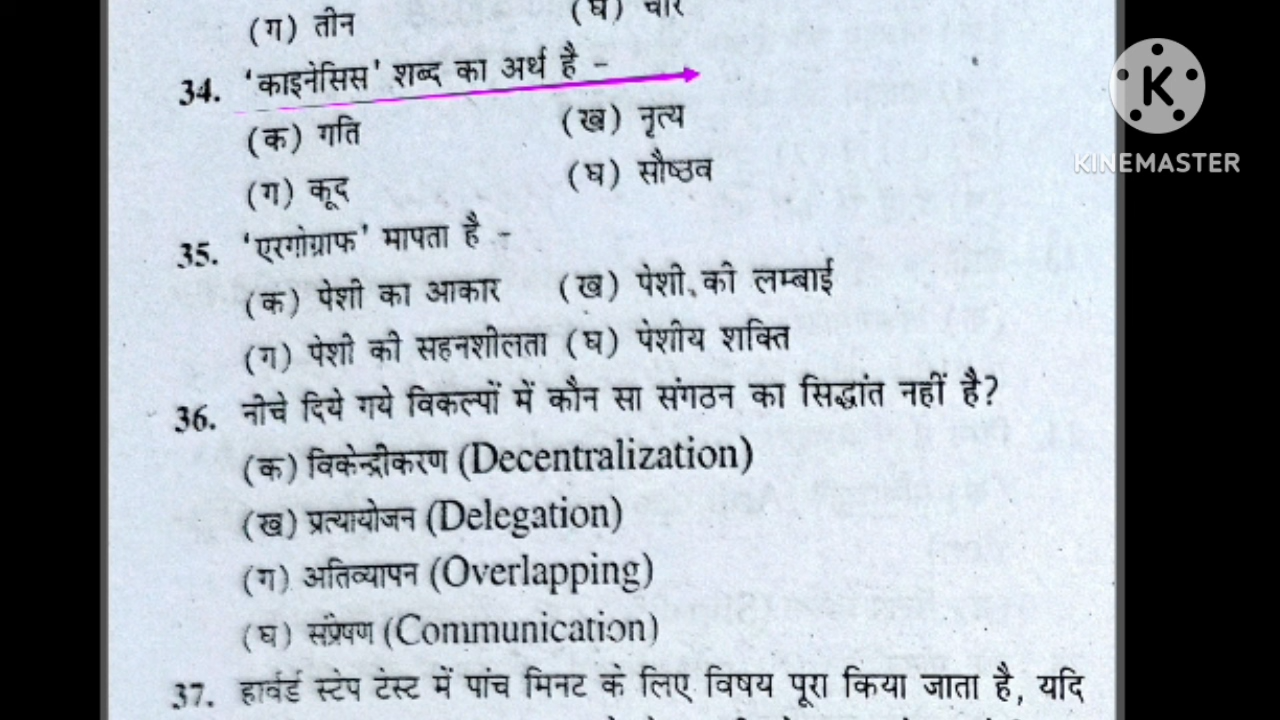 (ग) तीन (घ) चार
34. 'काइनेसिस' शब्द का अर्थ है -
(क) गति (ख) नृत्य
(ग) कूद (घ) सौष्ठव
35. 'एरगोग्राफ' मापता है -
(क) पेशी का आकार (ख) पेशी की लम्बाई
(ग) पेशी की सहनशीलता (घ) पेशीय शक्ति
36. नीचे दिये गये विकल्पों में कौन सा संगठन का सिद्धांत नहीं है?
(क) विकेन्द्रीकरण (Decentralization)
(ख) प्रत्यायोजन (Delegation)
(ग) अतिव्यापन (Overlapping)
(घ) संप्रेषण (Communication)
37. हार्वर्ड स्टेप टेस्ट में पांच मिनट के लिए विषय पूरा किया जाता है, यदि
K
KINEMASTER